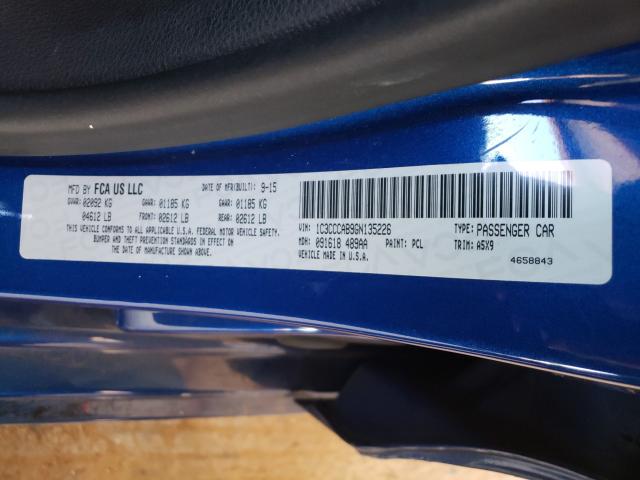 MFD BY FCA US LLC DATE OF MFR(BUILT): 9-15
GVWR: 02092 KG GAWR: 01185 KG GAWR: 01185 KG
04612 LB FRONT: 02612 LB REAR: 02612 LB
THIS VEHICLE CONFORMS TO ALL APPLICABLE U.S.A. FEDERAL MOTOR VEHICLE SAFETY,
BUMPER AND THEFT PREVENTION STANDARDS IN EFFECT ON
THE DATE OF MANUFACTURE SHOWN ABOVE.
VIN: 1C3CCCAB9GN135226 TYPE: PASSENGER CAR
MDH: 091618 489AA PAINT: PCL TRIM: A5X9
VEHICLE MADE IN U.S.A.
4658843